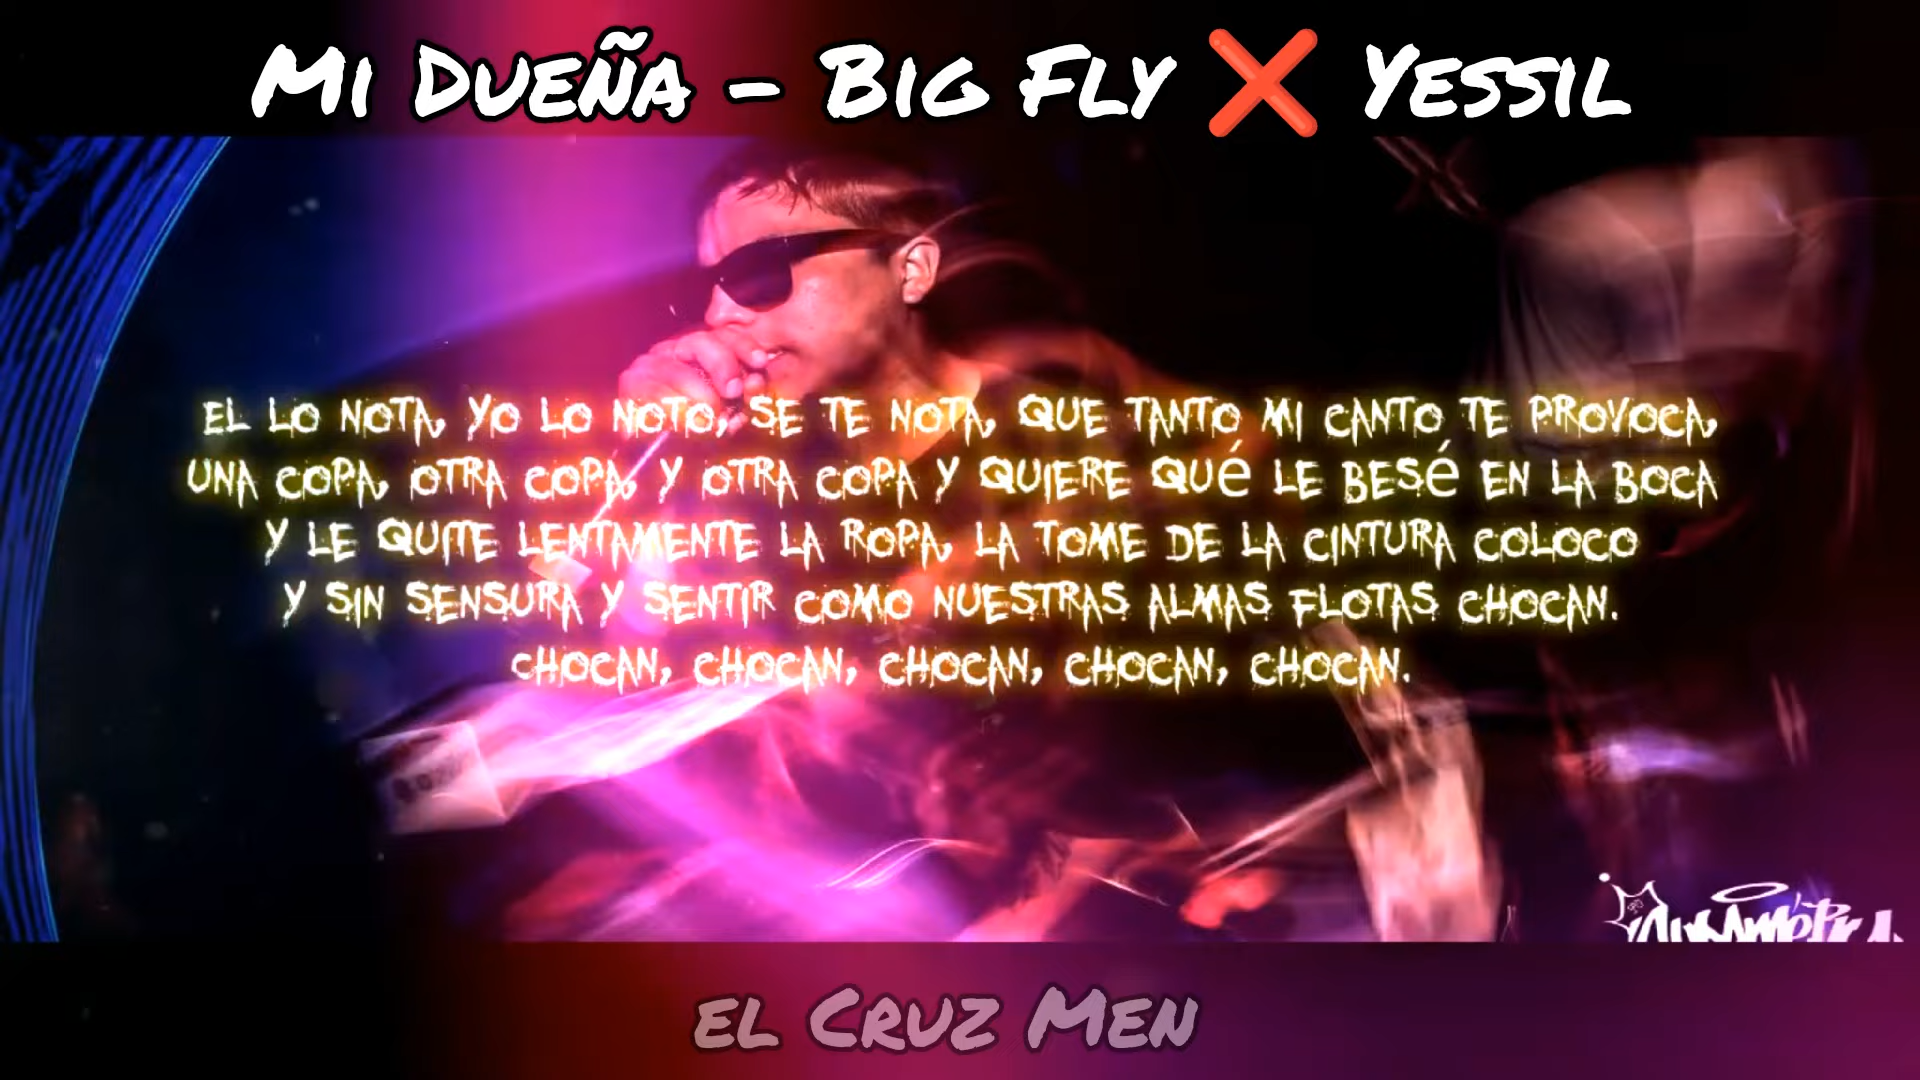 Mi Dueña - Big Fly ❌ Yessil
EL LO NOTA, YO LO NOTO, SE TE NOTA, QUE TANTO MI CANTO TE PROVOCA,
UNA COPA, OTRA COPA, Y OTRA COPA Y QUIERE QUÉ LE BESÉ EN LA BOCA
Y LE QUITE LENTAMENTE LA ROPA, LA TOME DE LA CINTURA COLOCO
Y SIN SENSURA Y SENTIR COMO NUESTRAS ALMAS FLOTAS CHOCAN.
CHOCAN, CHOCAN, CHOCAN, CHOCAN, CHOCAN.
el Cruz Men